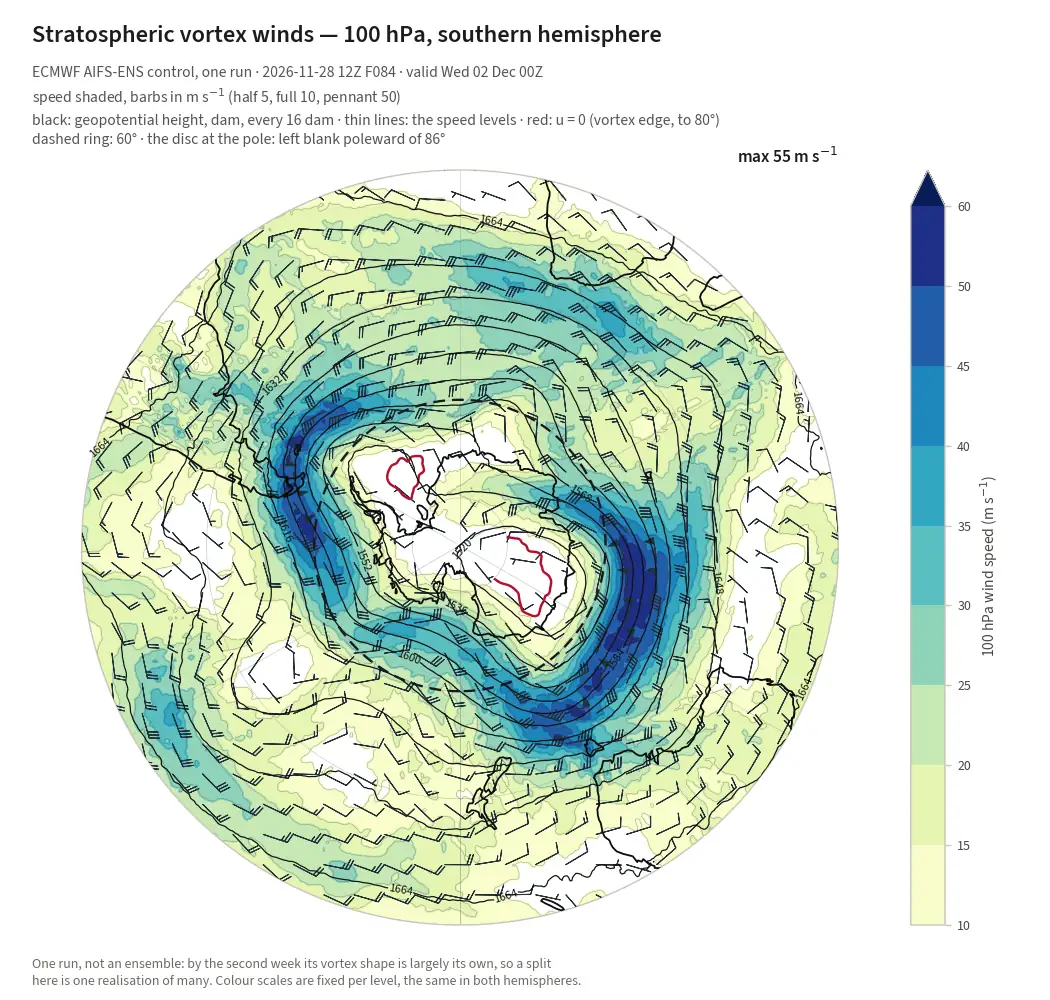 Stratospheric vortex winds — 100 hPa, southern hemisphere
ECMWF AIFS-ENS control, one run · 2026-11-28 12Z F084 · valid Wed 02 Dec 00Z
speed shaded, barbs in m s⁻¹ (half 5, full 10, pennant 50)
black: geopotential height, dam, every 16 dam · thin lines: the speed levels · red: u = 0 (vortex edge, to 80°)
dashed ring: 60° · the disc at the pole: left blank poleward of 86°
max 55 m s⁻¹
1664
1632
1664
1664
1568
1616
1520
1552
1648
1536
1600
1584
1664
1664
1664
60
50
45
40
35
30
25
20
15
10
100 hPa wind speed (m s⁻¹)
One run, not an ensemble: by the second week its vortex shape is largely its own, so a split
here is one realisation of many. Colour scales are fixed per level, the same in both hemispheres.